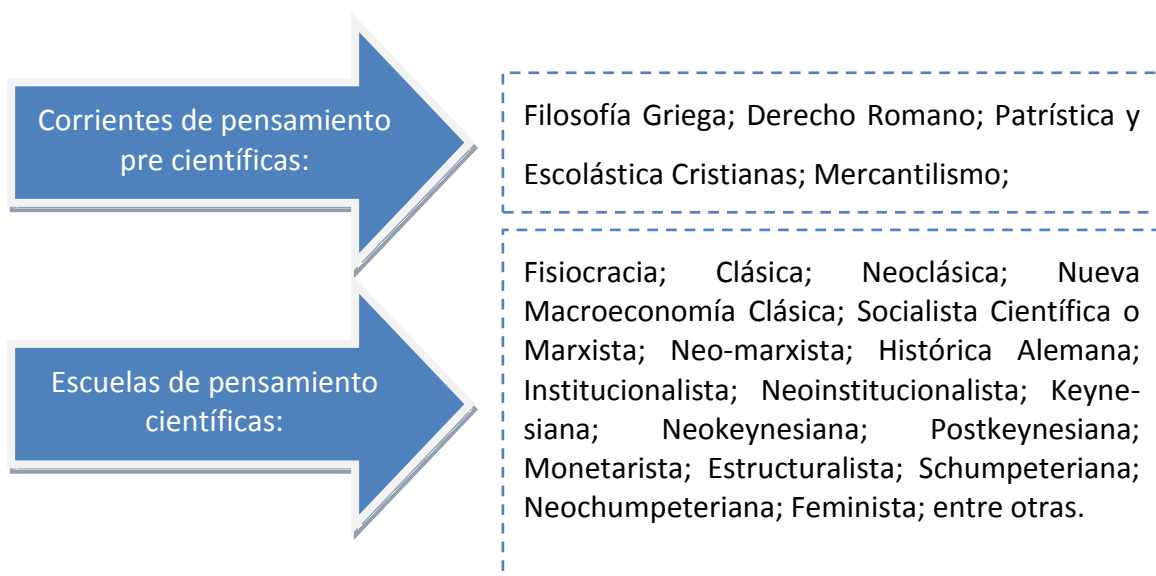 Corrientes de pensamiento
pre científicas:
Filosofía Griega; Derecho Romano; Patrística y
Escolástica Cristianas; Mercantilismo;
Escuelas de pensamiento
científicas:
Fisiocracia; Clásica; Neoclásica; Nueva
Macroeconomía Clásica; Socialista Científica o
Marxista; Neo-marxista; Histórica Alemana;
Institucionalista; Neoinstitucionalista; Keyne-
siana; Neokeynesiana; Postkeynesiana;
Monetarista; Estructuralista; Schumpeteriana;
Neochumpeteriana; Feminista; entre otras.